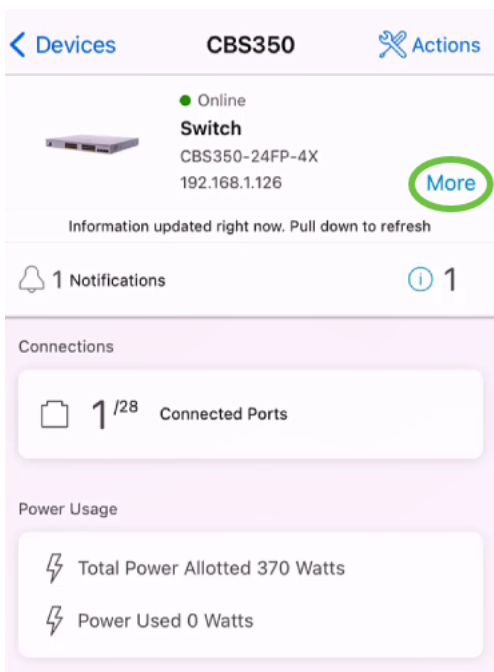 Devices CBS350 Actions
Online
Switch
CBS350-24FP-4X
192.168.1.126
More
Information updated right now. Pull down to refresh
1 Notifications 1
Connections
1/28 Connected Ports
Power Usage
Total Power Allotted 370 Watts
Power Used 0 Watts